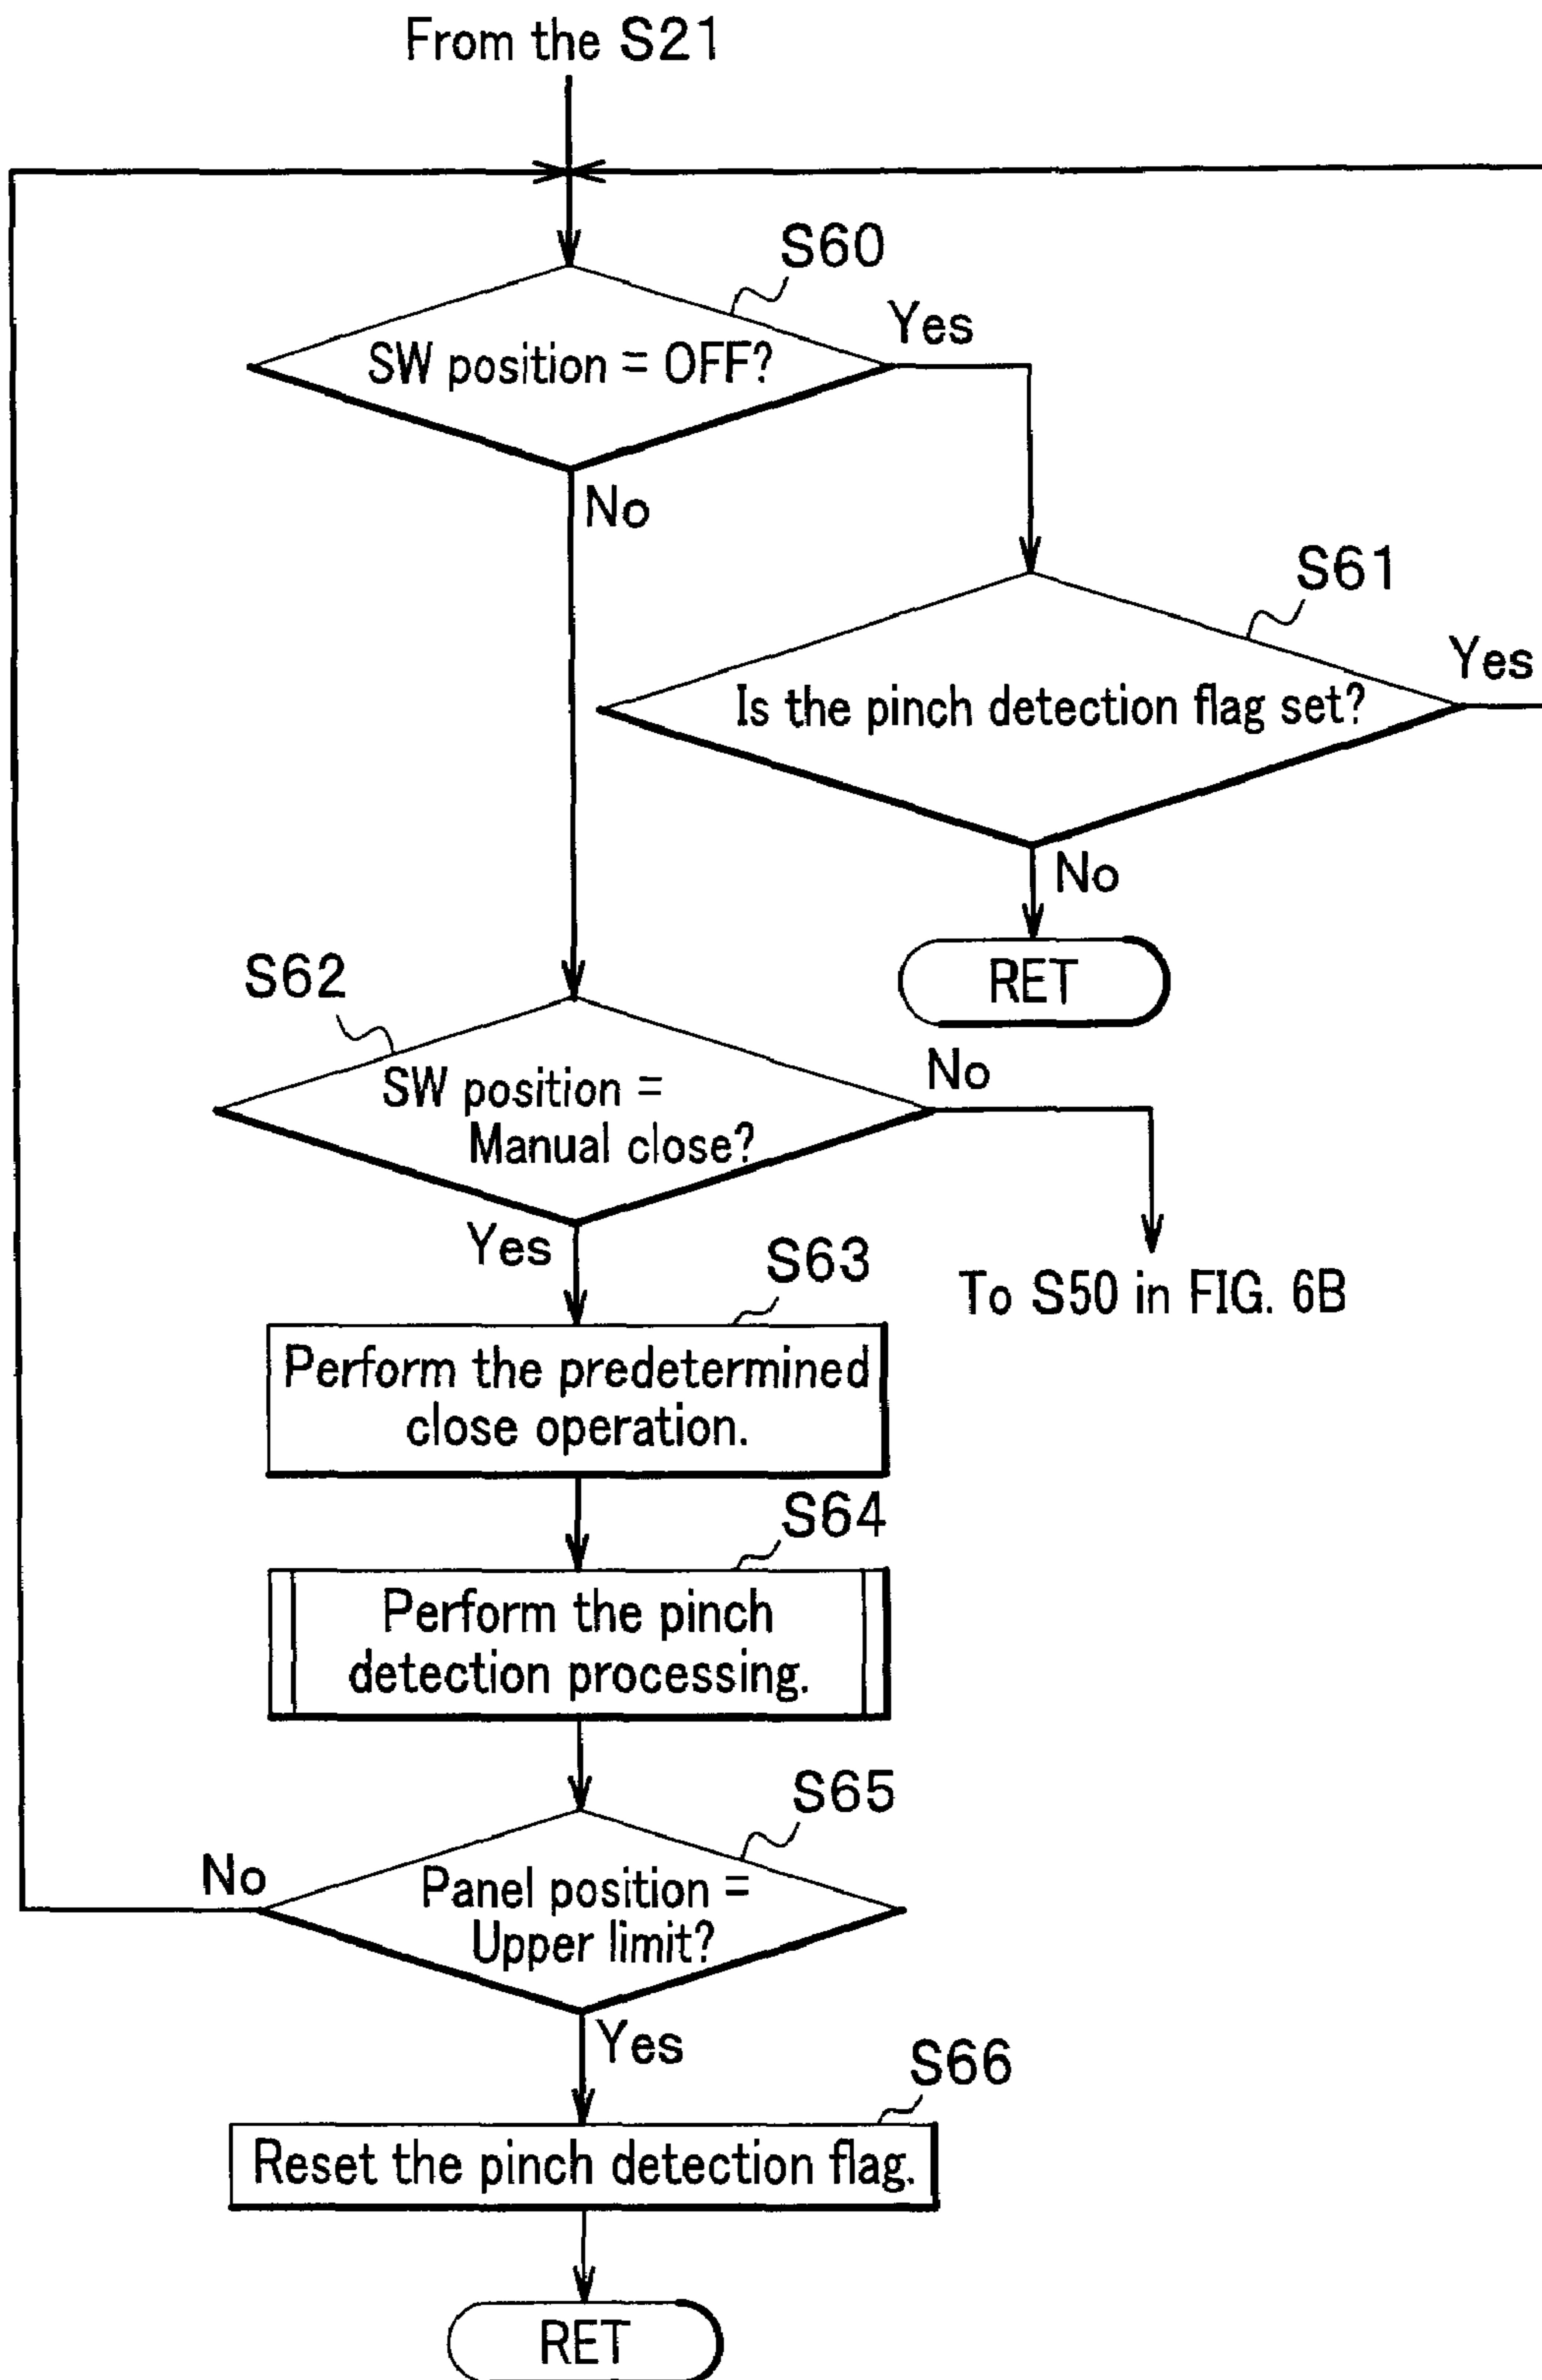 From the S21
S60
Yes
SW position = OFF?
No
S61
Yes
Is the pinch detection flag set?
No
RET
S62
No
SW position =
Manual close?
Yes
S63
To S50 in FIG. 6B
Perform the predetermined
close operation.
S64
Perform the pinch
detection processing.
S65
No
Panel position =
Upper limit?
Yes
S66
Reset the pinch detection flag.
RET